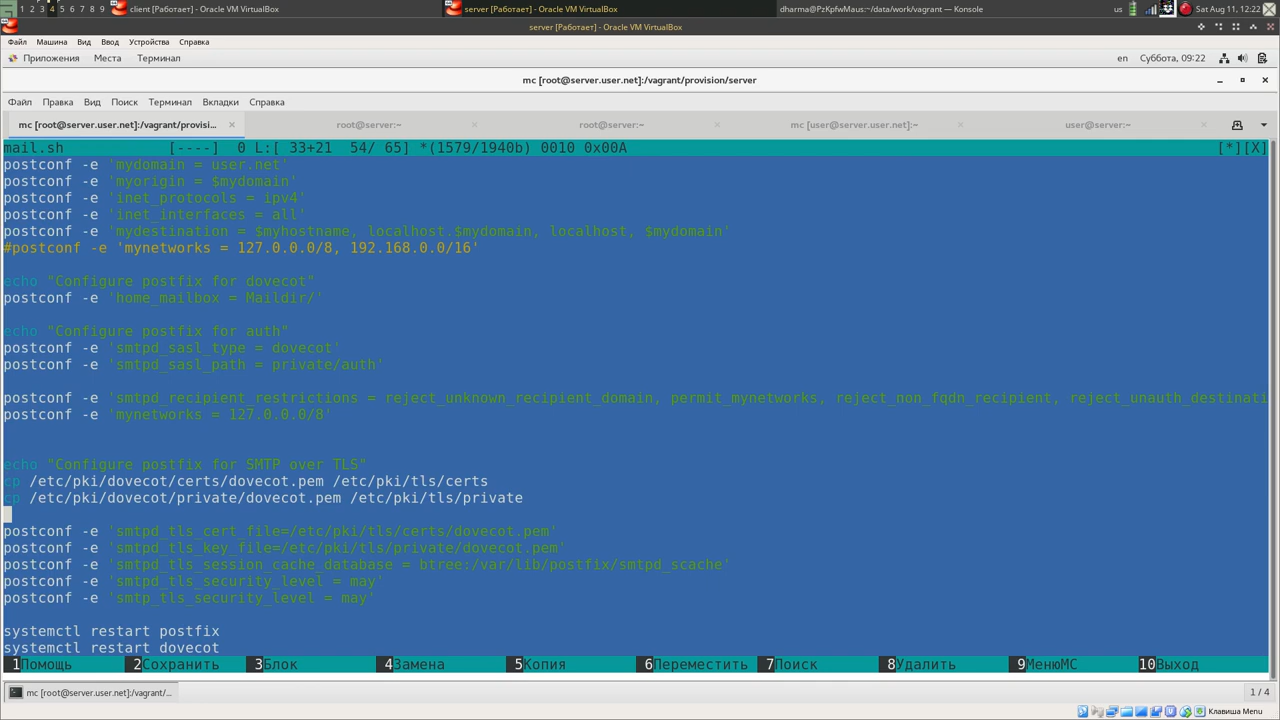 1 2 3 4 5 6 7 8 9 client [Работает] - Oracle VM VirtualBox server [Работает] - Oracle VM VirtualBox dharma@PzKpfwMaus:~/data/work/vagrant — Konsole us Sat Aug 11, 12:22
server [Работает] - Oracle VM VirtualBox
Файл Машина Вид Ввод Устройства Справка
Приложения Места Терминал en Суббота, 09:22
mc [root@server.user.net]:/vagrant/provision/server
Файл Правка Вид Поиск Терминал Вкладки Справка
mc [root@server.user.net]:/vagrant/provisi... × root@server:~ × root@server:~ × mc [user@server.user.net]:~ × user@server:~ ×
mail.sh [----] 0 L:[ 33+21 54/ 65] *(1579/1940b) 0010 0x00A [*][X]
postconf -e 'mydomain = user.net'
postconf -e 'myorigin = $mydomain'
postconf -e 'inet_protocols = ipv4'
postconf -e 'inet_interfaces = all'
postconf -e 'mydestination = $myhostname, localhost.$mydomain, localhost, $mydomain'
#postconf -e 'mynetworks = 127.0.0.0/8, 192.168.0.0/16'
echo "Configure postfix for dovecot"
postconf -e 'home_mailbox = Maildir/'
echo "Configure postfix for auth"
postconf -e 'smtpd_sasl_type = dovecot'
postconf -e 'smtpd_sasl_path = private/auth'
postconf -e 'smtpd_recipient_restrictions = reject_unknown_recipient_domain, permit_mynetworks, reject_non_fqdn_recipient, reject_unauth_destinati
postconf -e 'mynetworks = 127.0.0.0/8'
echo "Configure postfix for SMTP over TLS"
cp /etc/pki/dovecot/certs/dovecot.pem /etc/pki/tls/certs
cp /etc/pki/dovecot/private/dovecot.pem /etc/pki/tls/private
postconf -e 'smtpd_tls_cert_file=/etc/pki/tls/certs/dovecot.pem'
postconf -e 'smtpd_tls_key_file=/etc/pki/tls/private/dovecot.pem'
postconf -e 'smtpd_tls_session_cache_database = btree:/var/lib/postfix/smtpd_scache'
postconf -e 'smtpd_tls_security_level = may'
postconf -e 'smtp_tls_security_level = may'
systemctl restart postfix
systemctl restart dovecot
1Помощь 2Сохранить 3Блок 4Замена 5Копия 6Переместить 7Поиск 8Удалить 9МенюMC 10Выход
mc [root@server.user.net]:/vagrant/... 1 / 4
Клавиша Menu